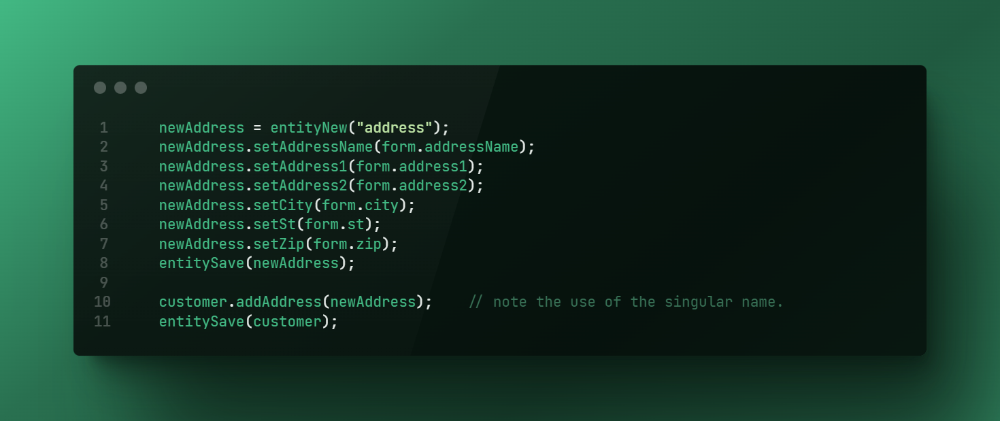 1 newAddress = entityNew("address");
2 newAddress.setAddressName(form.addressName);
3 newAddress.setAddress1(form.address1);
4 newAddress.setAddress2(form.address2);
5 newAddress.setCity(form.city);
6 newAddress.setSt(form.st);
7 newAddress.setZip(form.zip);
8 entitySave(newAddress);
9
10 customer.addAddress(newAddress); // note the use of the singular name.
11 entitySave(customer);